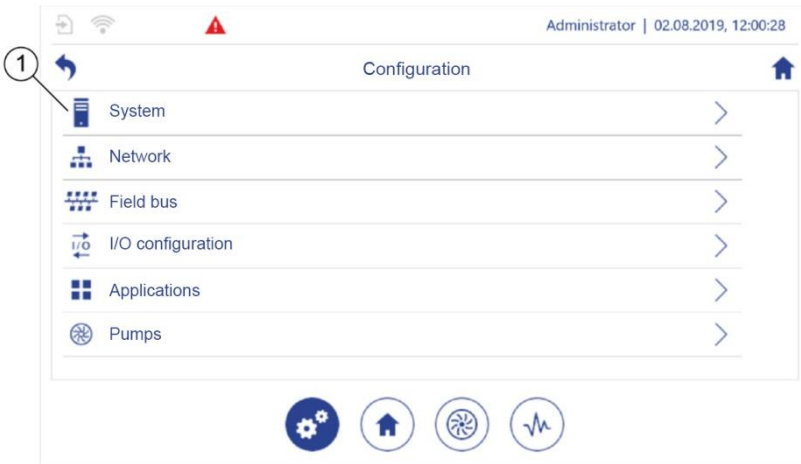 Administrator | 02.08.2019, 12:00:28
1
Configuration
System
Network
Field bus
I/O configuration
Applications
Pumps